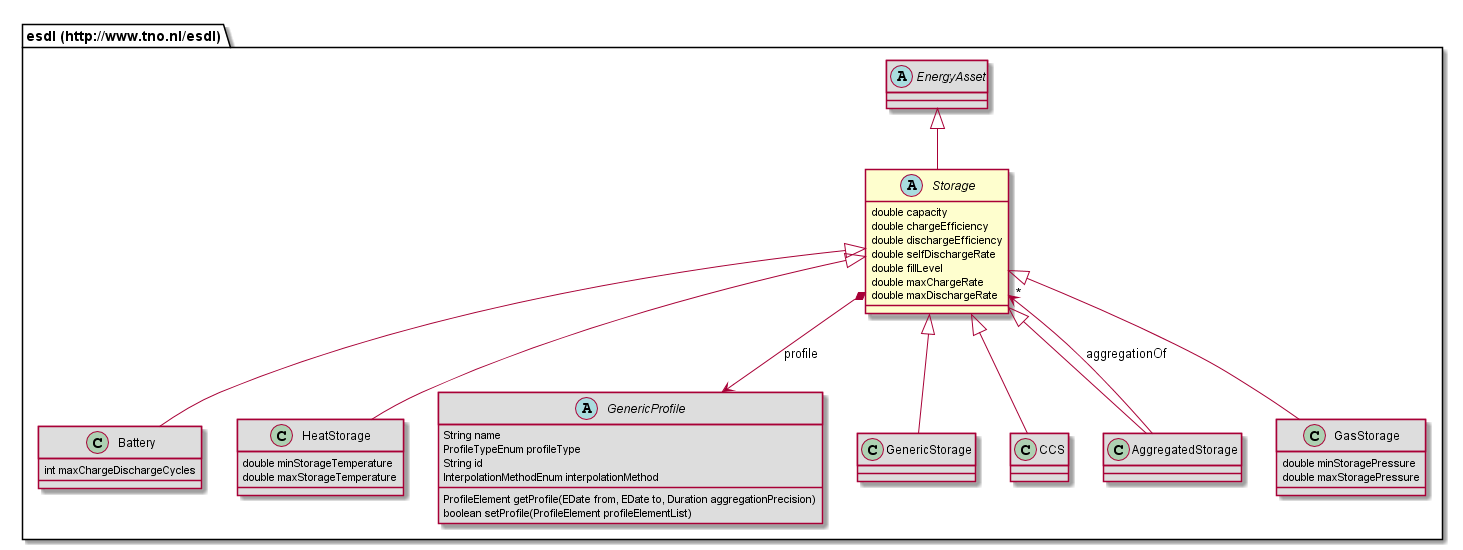 esdl (http://www.tno.nl/esdl)
A EnergyAsset
A Storage
double capacity
double chargeEfficiency
double dischargeEfficiency
double selfDischargeRate
double fillLevel
double maxChargeRate
double maxDischargeRate
*
profile
aggregationOf
C Battery
int maxChargeDischargeCycles
C HeatStorage
double minStorageTemperature
double maxStorageTemperature
A GenericProfile
String name
ProfileTypeEnum profileType
String id
InterpolationMethodEnum interpolationMethod
ProfileElement getProfile(EDate from, EDate to, Duration aggregationPrecision)
boolean setProfile(ProfileElement profileElementList)
C GenericStorage
C CCS
C AggregatedStorage
C GasStorage
double minStoragePressure
double maxStoragePressure